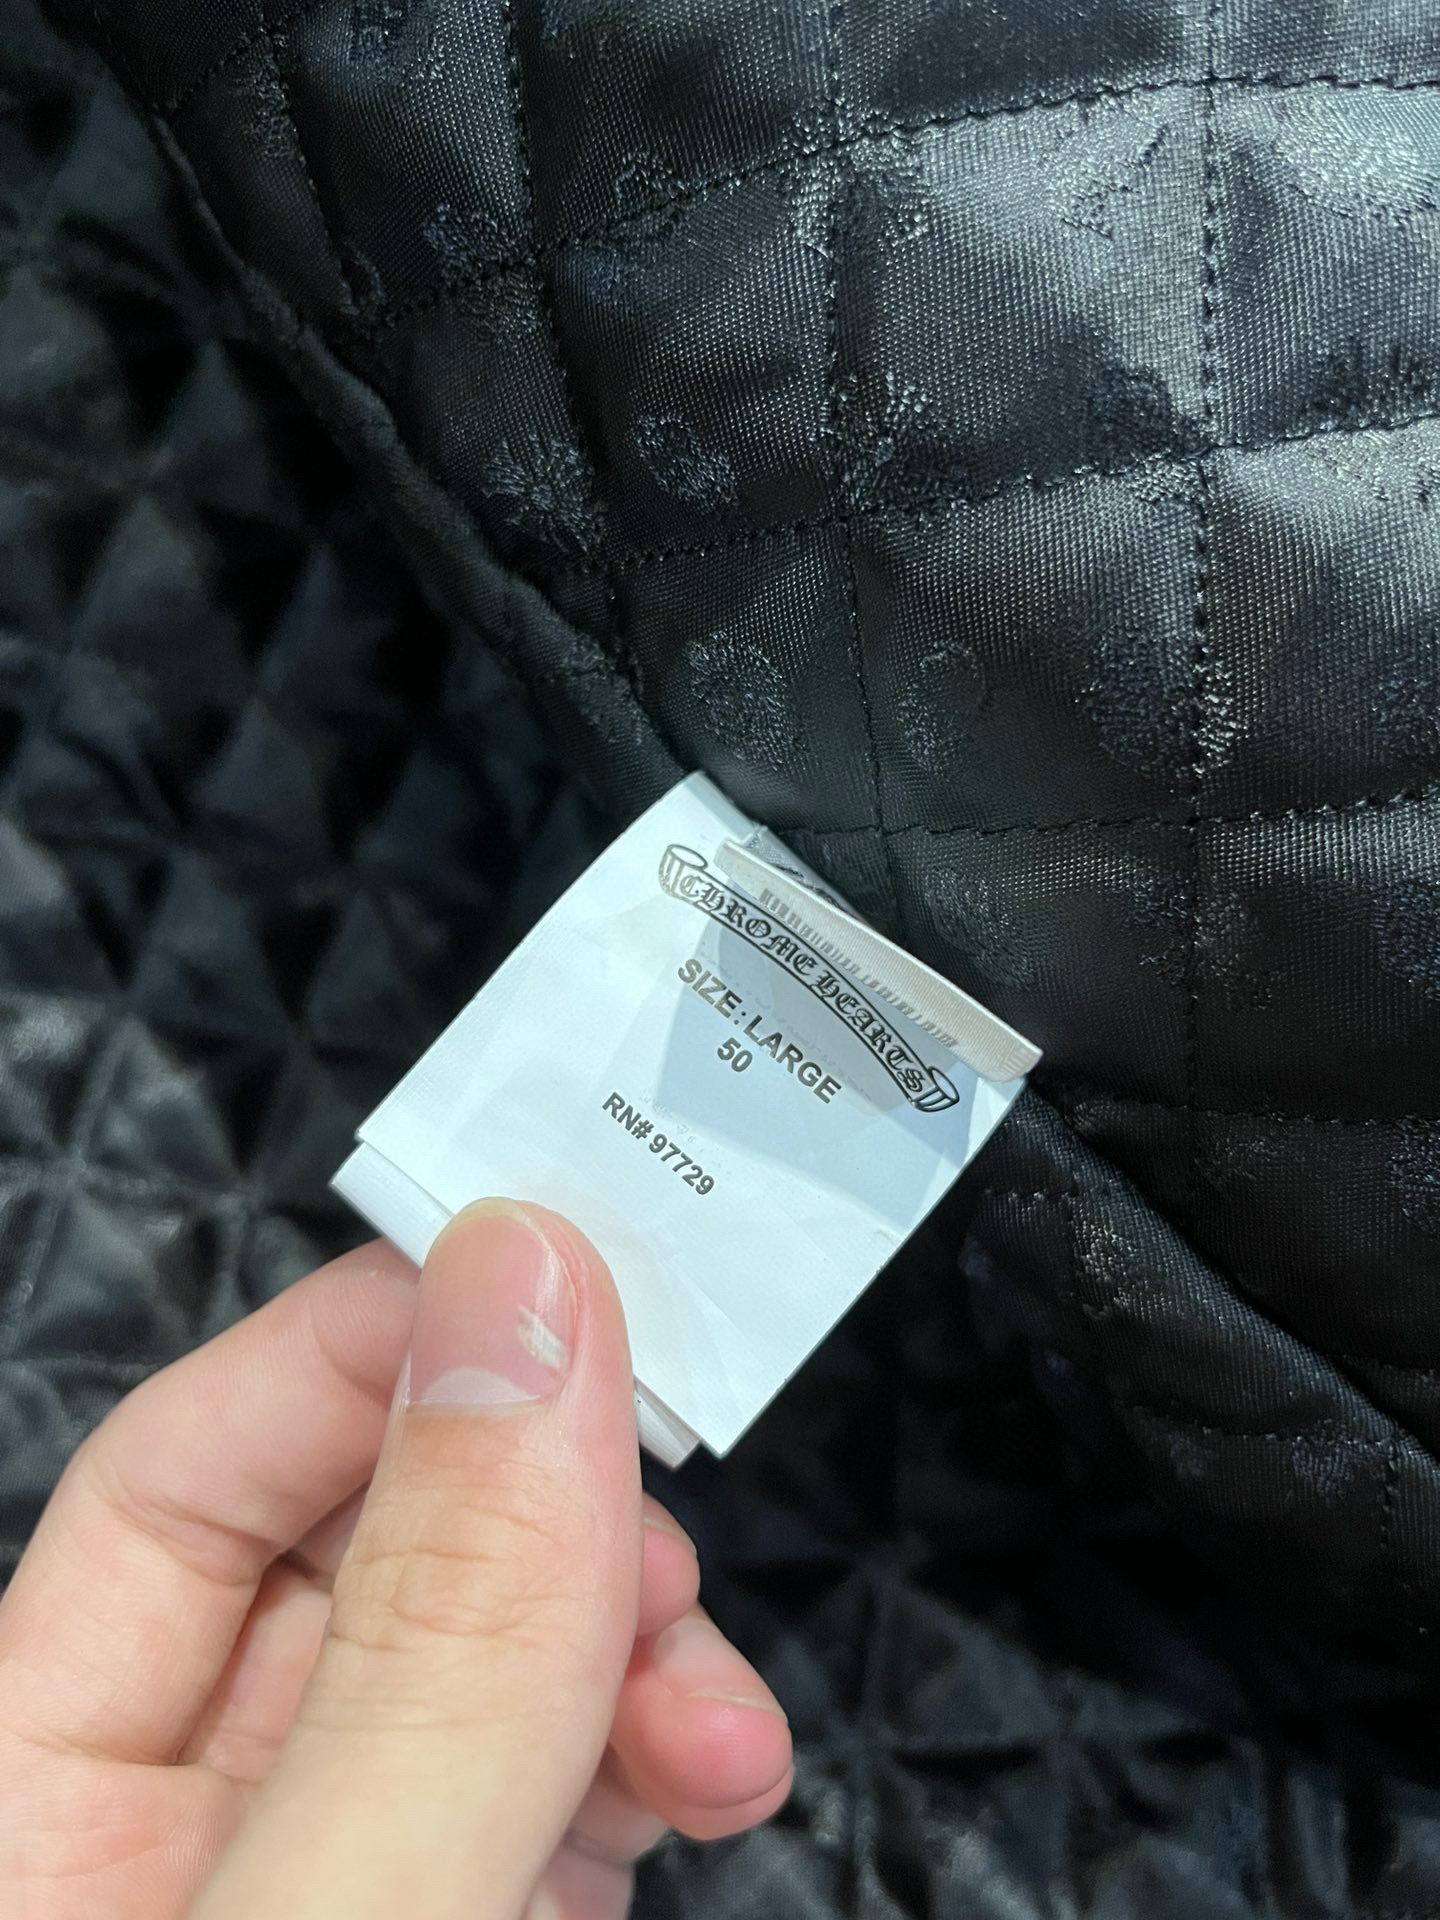 CHROME HEARTS
SIZE: LARGE
50
RN# 97729